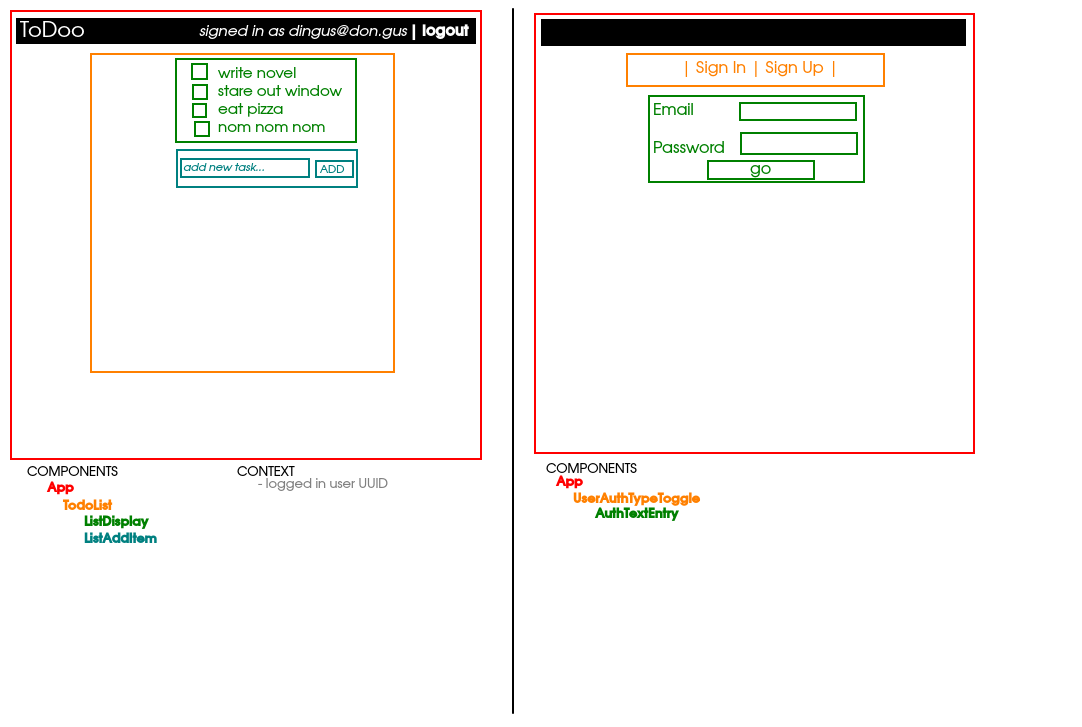 ToDoo
signed in as dingus@don.gus | logout
write novel
stare out window
eat pizza
nom nom nom
add new task...
ADD
COMPONENTS
App
TodoList
ListDisplay
ListAddItem
CONTEXT
- logged in user UUID
| Sign In | Sign Up |
Email
Password
go
COMPONENTS
App
UserAuthTypeToggle
AuthTextEntry